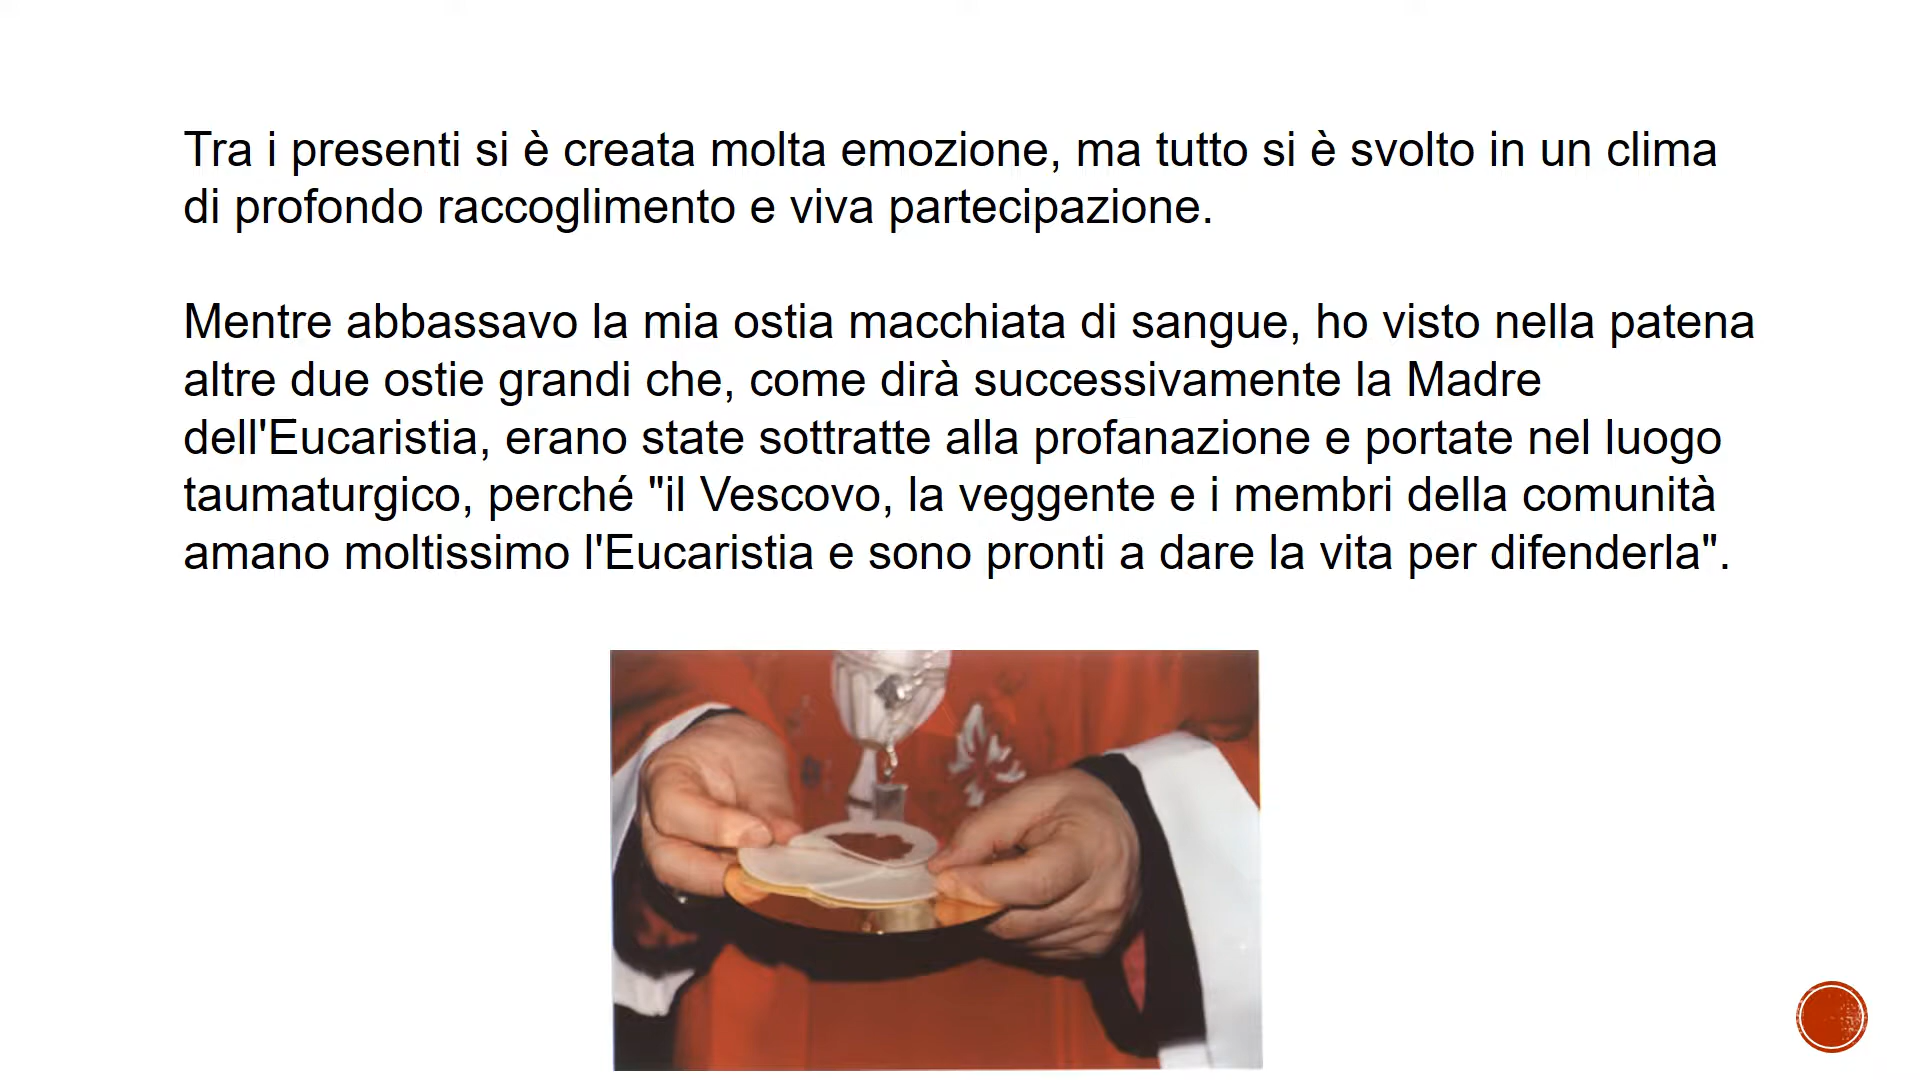 Tra i presenti si è creata molta emozione, ma tutto si è svolto in un clima
di profondo raccoglimento e viva partecipazione.
Mentre abbassavo la mia ostia macchiata di sangue, ho visto nella patena
altre due ostie grandi che, come dirà successivamente la Madre
dell'Eucaristia, erano state sottratte alla profanazione e portate nel luogo
taumaturgico, perché "il Vescovo, la veggente e i membri della comunità
amano moltissimo l'Eucaristia e sono pronti a dare la vita per difenderla".